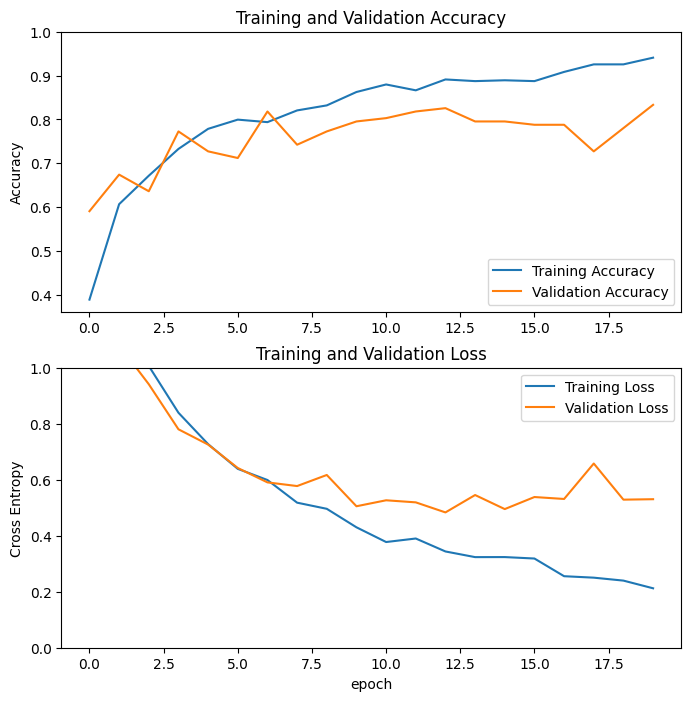 Training and Validation Accuracy
1.0
0.9
0.8
0.7
0.6
0.5
0.4
Accuracy
Training Accuracy
Validation Accuracy
0.0 2.5 5.0 7.5 10.0 12.5 15.0 17.5
Training and Validation Loss
1.0
0.8
0.6
0.4
0.2
0.0
Cross Entropy
Training Loss
Validation Loss
0.0 2.5 5.0 7.5 10.0 12.5 15.0 17.5
epoch